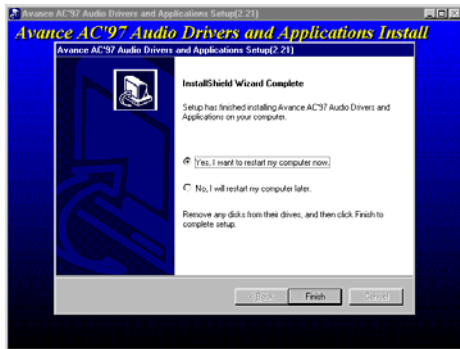 Avance AC'97 Audio Drivers and Applications Setup(2.21)
Avance AC'97 Audio Drivers and Applications Install
Avance AC'97 Audio Drivers and Applications Setup(2.21)
InstallShield Wizard Complete
Setup has finished installing Avance AC'97 Audio Drivers and
Applications on your computer.
Yes, I want to restart my computer now.
No, I will restart my computer later.
Remove any disks from their drives, and then click Finish to
complete setup.
< Back
Finish
Cancel